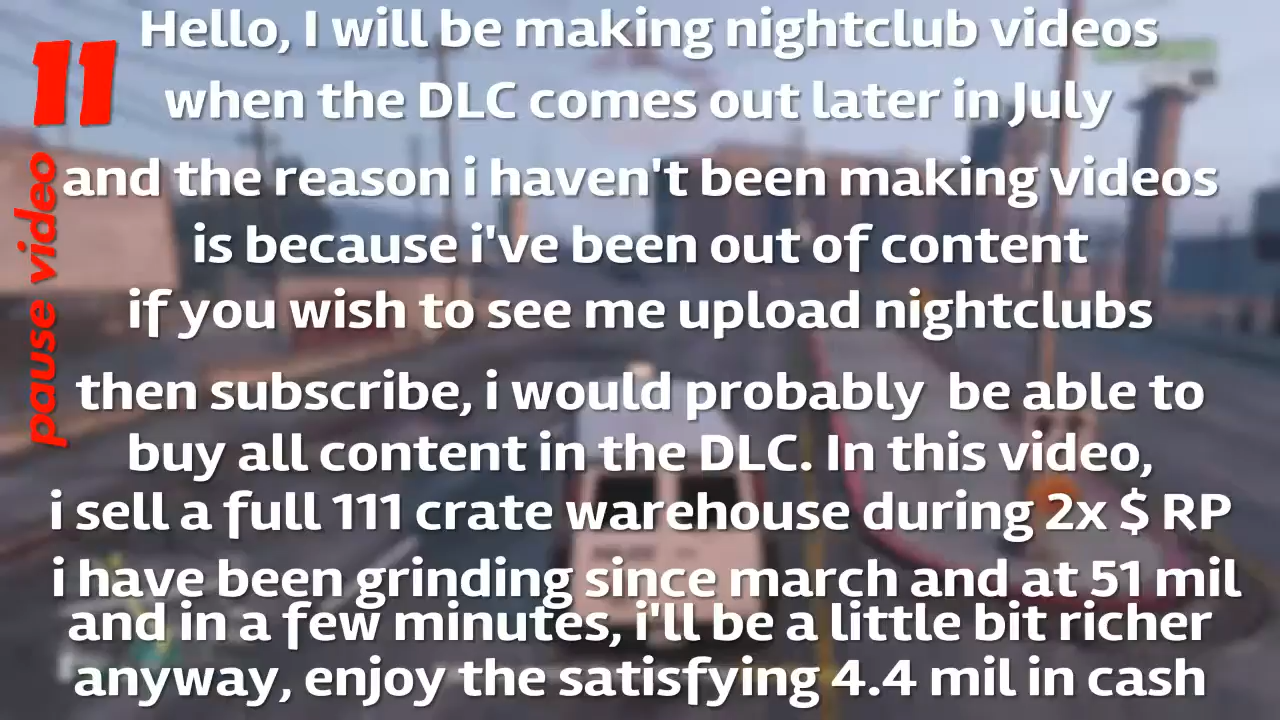 Hello, I will be making nightclub videos
when the DLC comes out later in July
and the reason i haven't been making videos
is because i've been out of content
if you wish to see me upload nightclubs
then subscribe, i would probably  be able to
buy all content in the DLC. In this video,
i sell a full 111 crate warehouse during 2x $ RP
i have been grinding since march and at 51 mil
and in a few minutes, i'll be a little bit richer
anyway, enjoy the satisfying 4.4 mil in cash
11
pause video